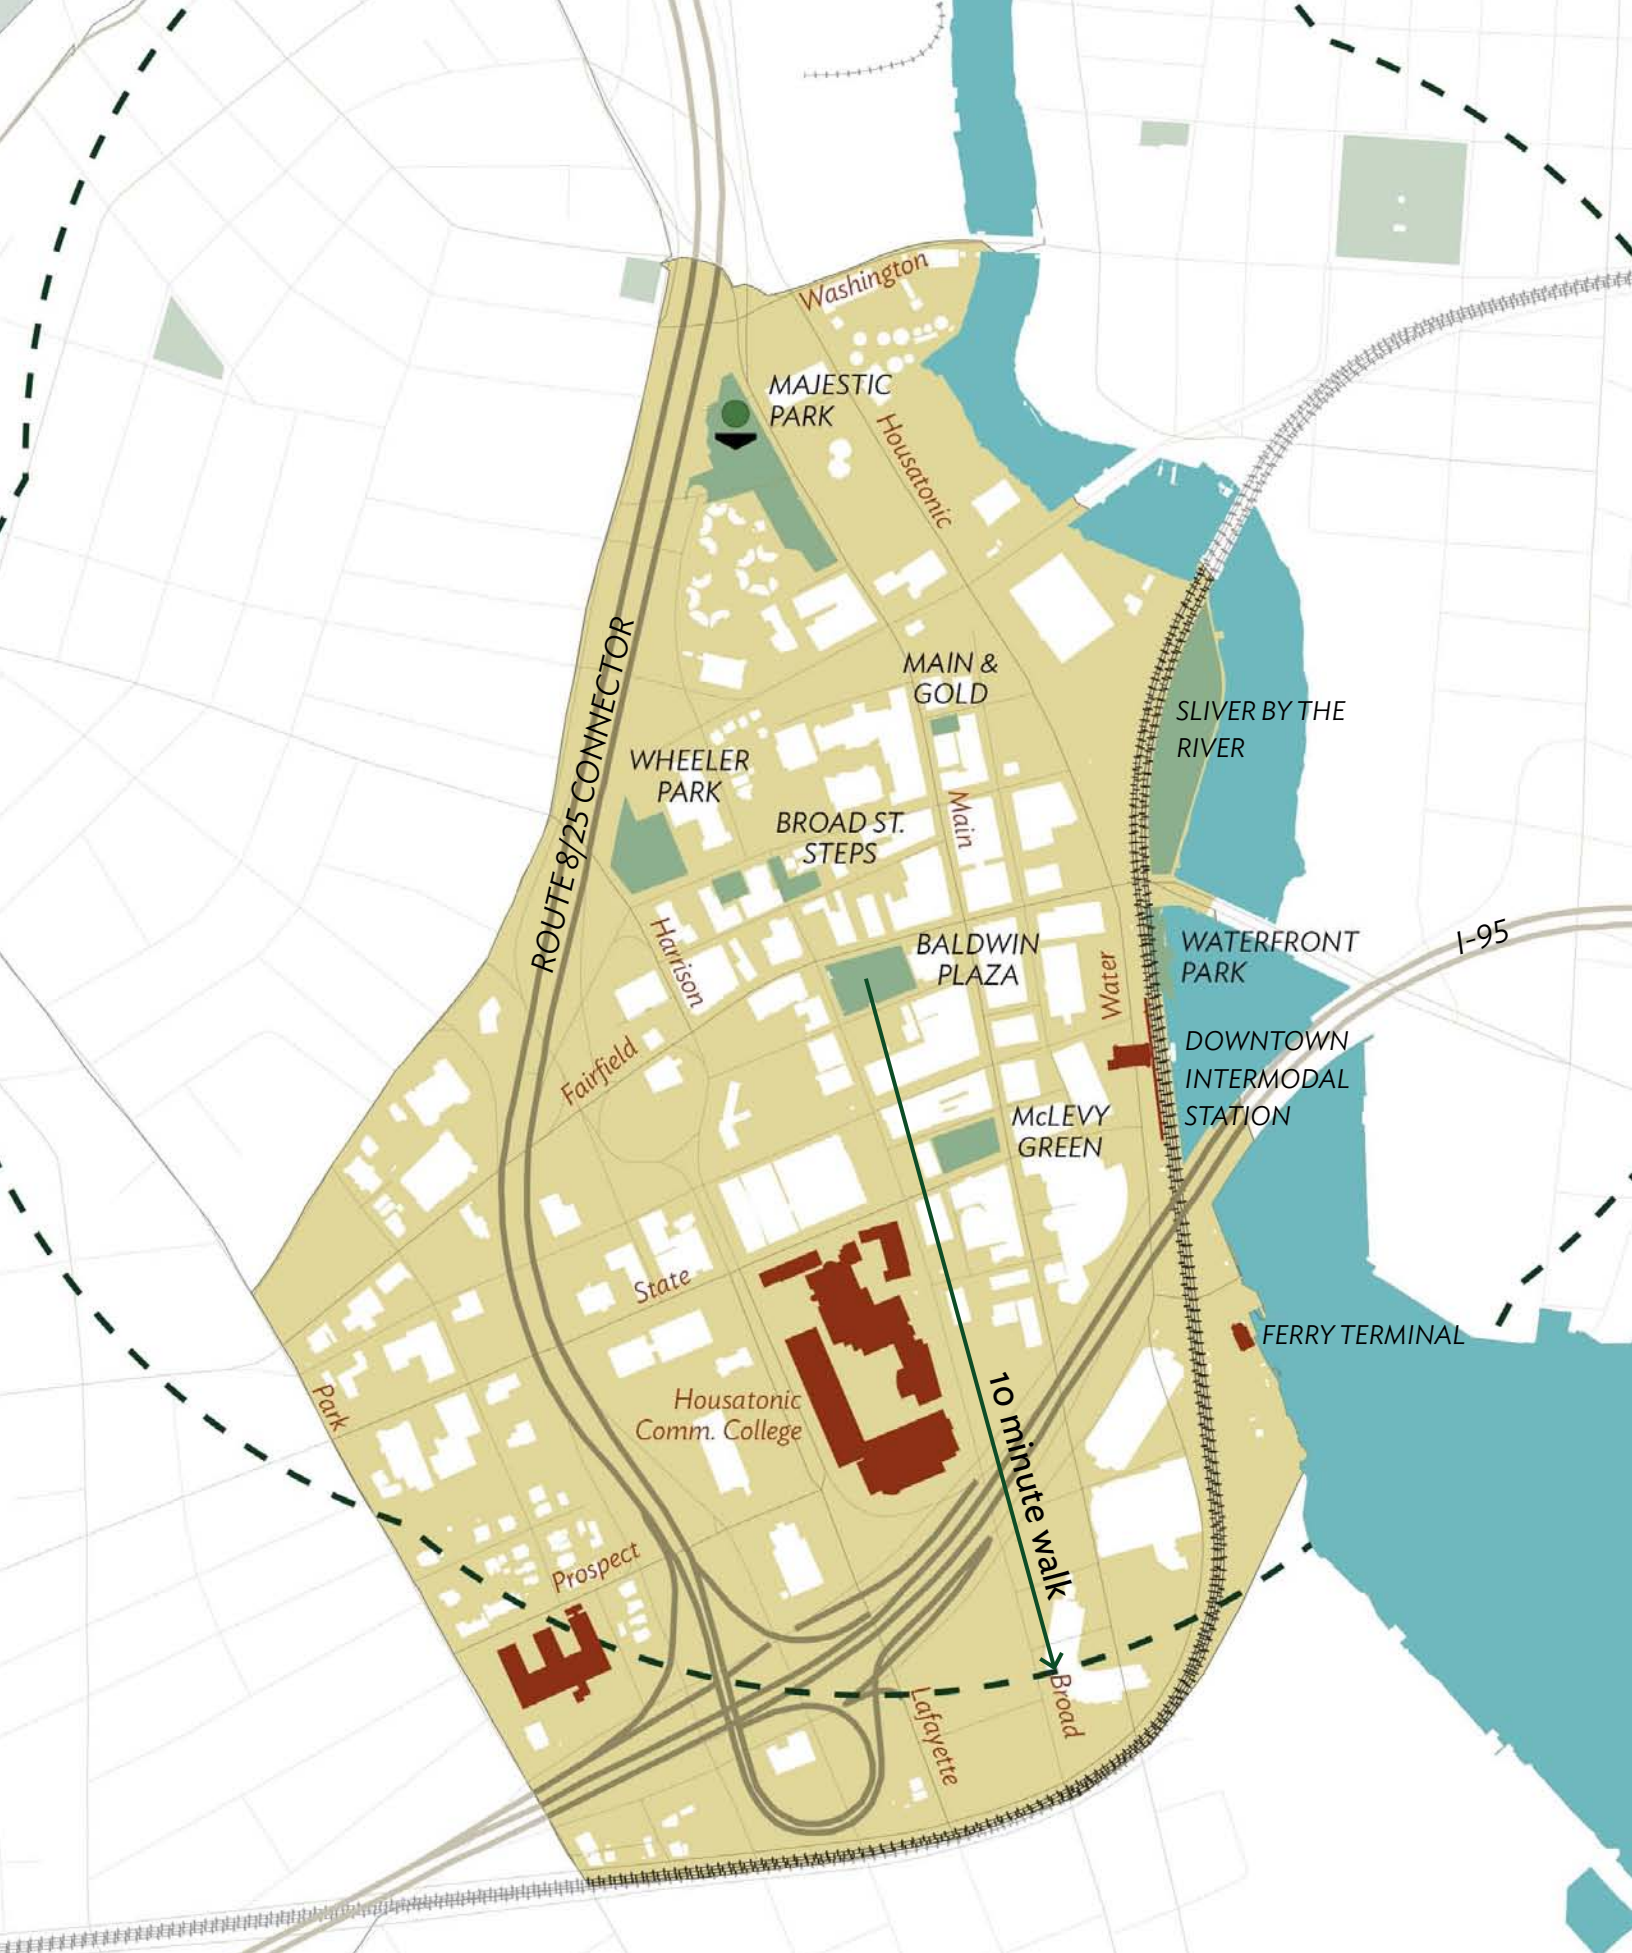 Washington
MAJESTIC
PARK
Housatonic
ROUTE 8/25 CONNECTOR
MAIN &
GOLD
SLIVER BY THE
RIVER
WHEELER
PARK
Main
BROAD ST.
STEPS
Harrison
BALDWIN
PLAZA
Water
WATERFRONT
PARK
I-95
Fairfield
DOWNTOWN
INTERMODAL
STATION
McLEVY
GREEN
State
FERRY TERMINAL
Park
Housatonic
Comm. College
10 minute walk
Prospect
Lafayette
Broad